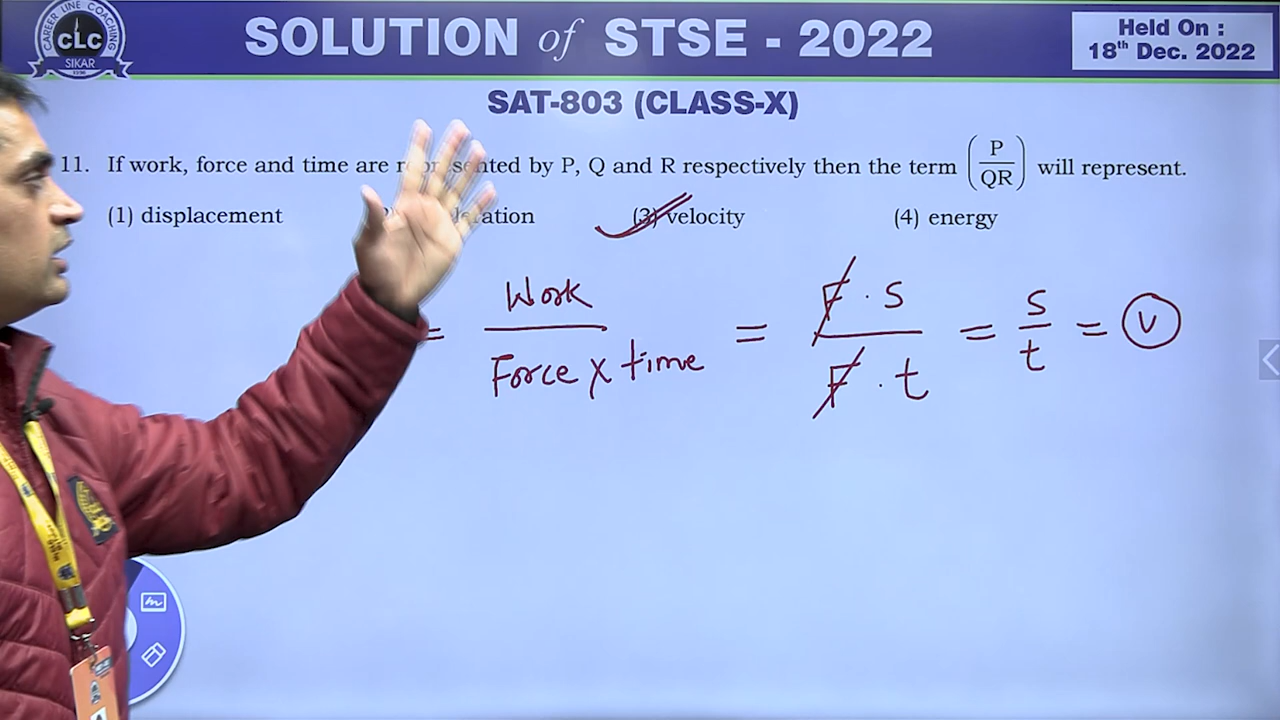 CAREER LINE COACHING
CLC
SIKAR
SOLUTION of STSE - 2022
Held On :
18th Dec. 2022
SAT-803 (CLASS-X)
11. If work, force and time are represented by P, Q and R respectively then the term (P/QR) will represent.
(1) displacement (3) velocity (4) energy
= Work / Force x time = F . s / F . t = s / t = v